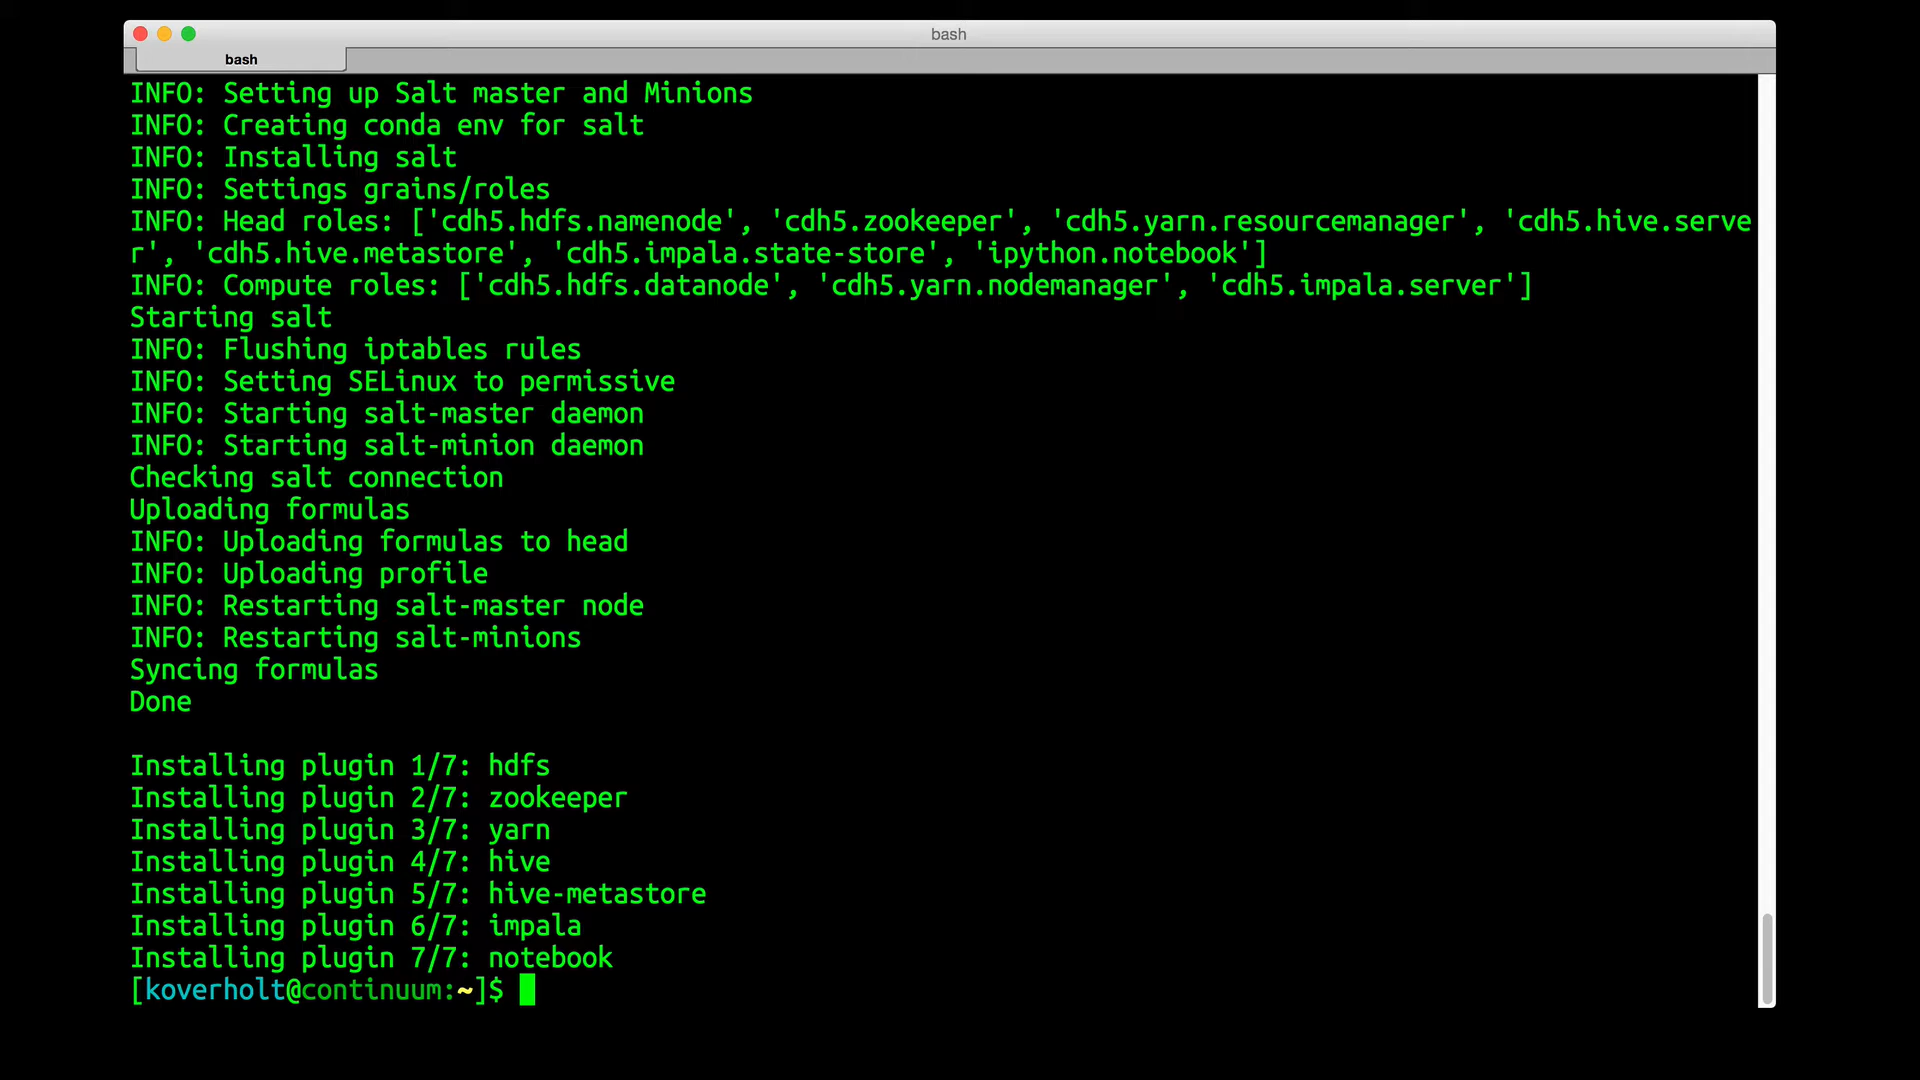 bash
bash
INFO: Setting up Salt master and Minions
INFO: Creating conda env for salt
INFO: Installing salt
INFO: Settings grains/roles
INFO: Head roles: ['cdh5.hdfs.namenode', 'cdh5.zookeeper', 'cdh5.yarn.resourcemanager', 'cdh5.hive.serve
r', 'cdh5.hive.metastore', 'cdh5.impala.state-store', 'ipython.notebook']
INFO: Compute roles: ['cdh5.hdfs.datanode', 'cdh5.yarn.nodemanager', 'cdh5.impala.server']
Starting salt
INFO: Flushing iptables rules
INFO: Setting SELinux to permissive
INFO: Starting salt-master daemon
INFO: Starting salt-minion daemon
Checking salt connection
Uploading formulas
INFO: Uploading formulas to head
INFO: Uploading profile
INFO: Restarting salt-master node
INFO: Restarting salt-minions
Syncing formulas
Done
Installing plugin 1/7: hdfs
Installing plugin 2/7: zookeeper
Installing plugin 3/7: yarn
Installing plugin 4/7: hive
Installing plugin 5/7: hive-metastore
Installing plugin 6/7: impala
Installing plugin 7/7: notebook
[koverholt@continuum:~]$